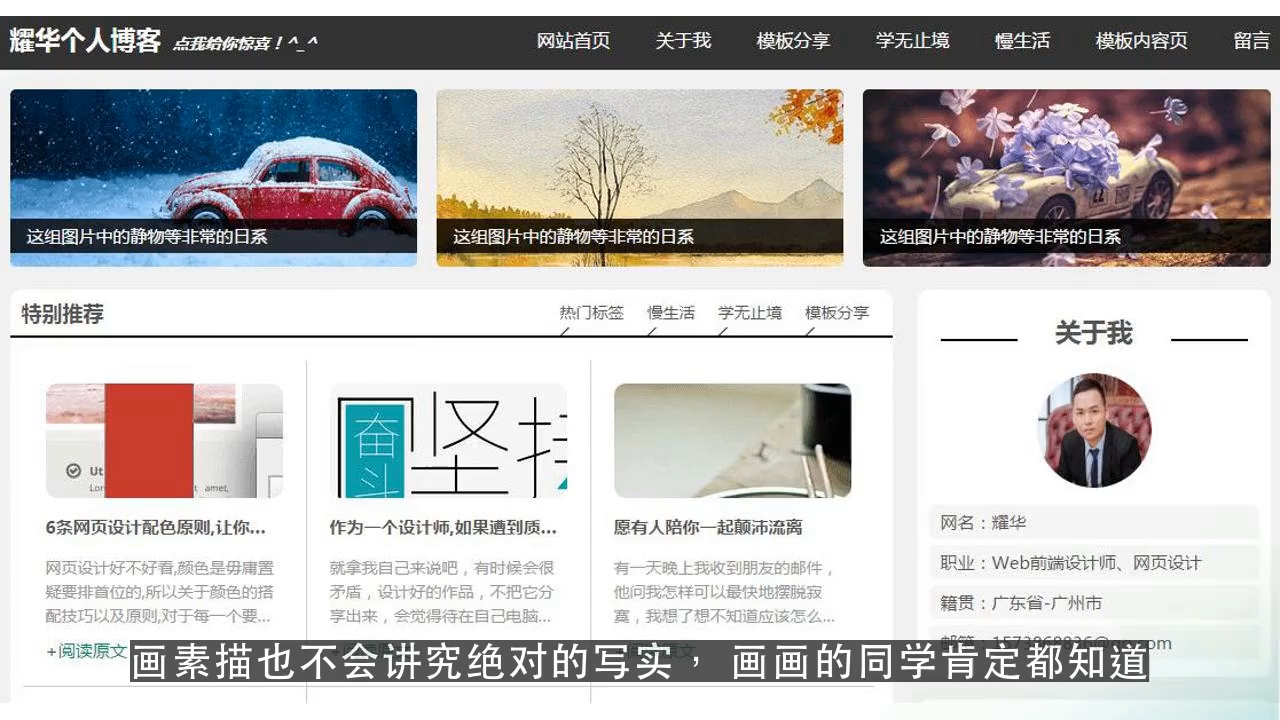 耀华个人博客 点我给你惊喜！^_^ 网站首页 关于我 模板分享 学无止境 慢生活 模板内容页 留言
这组图片中的静物等非常的日系 这组图片中的静物等非常的日系 这组图片中的静物等非常的日系
22
特别推荐 热门标签 慢生活 学无止境 模板分享
关于我
Ut
Lor
t amet,
奋斗
坚持
6条网页设计配色原则,让你...
网页设计好不好看,颜色是毋庸置
疑要排首位的,所以关于颜色的搭
配技巧以及原则,对于每一个要...
+阅读原文
作为一个设计师,如果遭到质...
就拿我自己来说吧，有时候会很
矛盾，设计好的作品，不把它分
享出来，会觉得待在自己电脑...
愿有人陪你一起颠沛流离
有一天晚上我收到朋友的邮件，
他问我怎样可以最快地摆脱寂
寞，我想了想不知道应该怎么...
网名：耀华
职业：Web前端设计师、网页设计
籍贯：广东省-广州市
画素描也不会讲究绝对的写实， 画画的同学肯定都知道